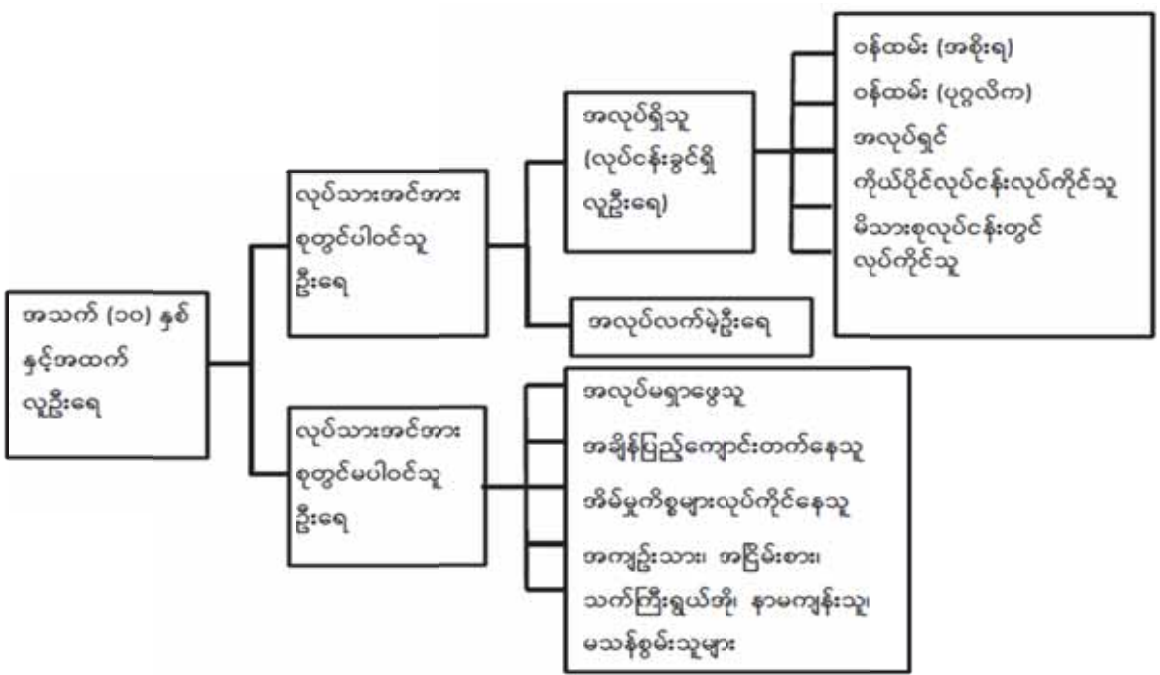 အသက် (၁၀) နှစ်
နှင့်အထက်
လူဦးရေ
လုပ်သားအင်အား
စုတွင်ပါဝင်သူ
ဦးရေ
အလုပ်ရှိသူ
(လုပ်ငန်းခွင်ရှိ
လူဦးရေ)
ဝန်ထမ်း (အစိုးရ)
ဝန်ထမ်း (ပုဂ္ဂလိက)
အလုပ်ရှင်
ကိုယ်ပိုင်လုပ်ငန်းလုပ်ကိုင်သူ
မိသားစုလုပ်ငန်းတွင်
လုပ်ကိုင်သူ
အလုပ်လက်မဲ့ဦးရေ
လုပ်သားအင်အား
စုတွင်မပါဝင်သူ
ဦးရေ
အလုပ်မရှာဖွေသူ
အချိန်ပြည့်ကျောင်းတက်နေသူ
အိမ်မှုကိစ္စများလုပ်ကိုင်နေသူ
အကျဉ်းသား၊ အငြိမ်းစား၊
သက်ကြီးရွယ်အို၊ နာမကျန်းသူ၊
မသန်စွမ်းသူများ